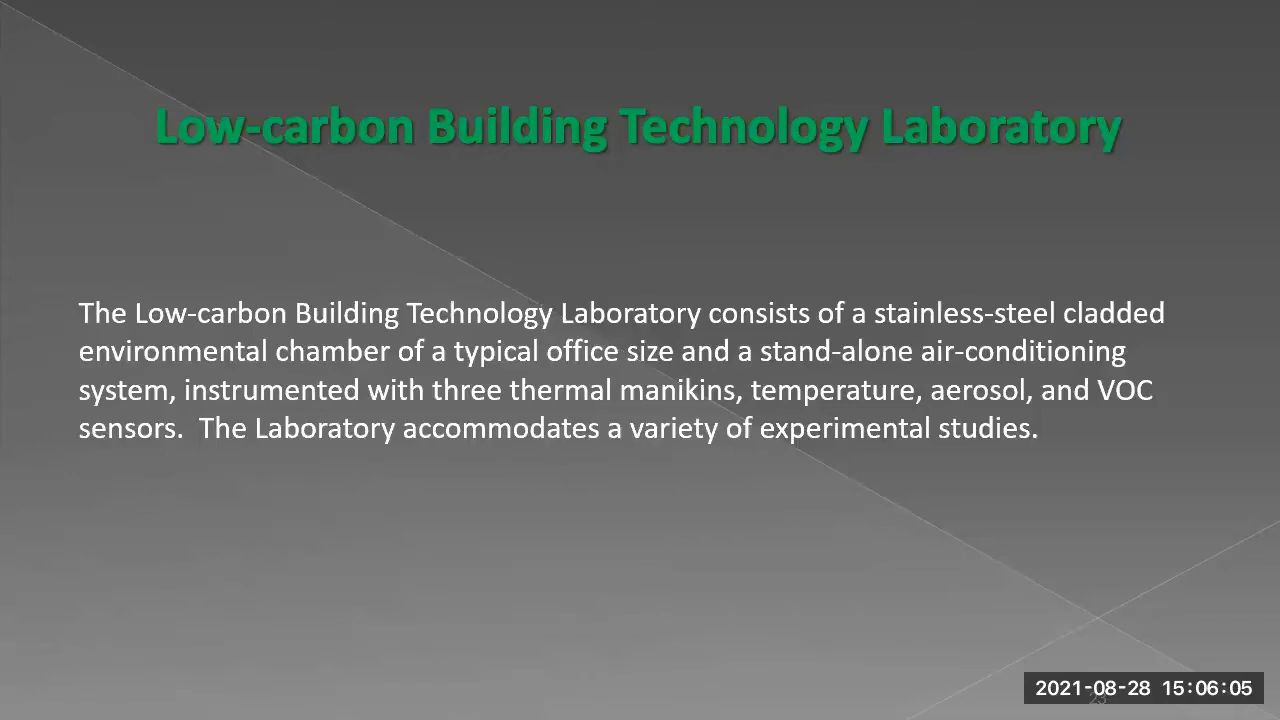 Low-carbon Building Technology Laboratory
The Low-carbon Building Technology Laboratory consists of a stainless-steel cladded
environmental chamber of a typical office size and a stand-alone air-conditioning
system, instrumented with three thermal manikins, temperature, aerosol, and VOC
sensors.  The Laboratory accommodates a variety of experimental studies.
2021-08-28 15:06:05